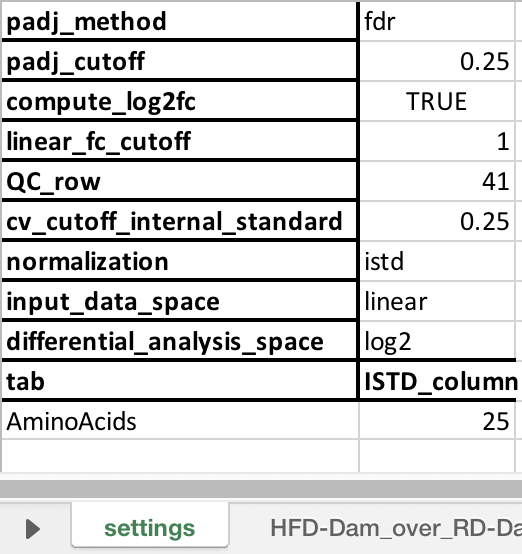 padj_method fdr
padj_cutoff 0.25
compute_log2fc TRUE
linear_fc_cutoff 1
QC_row 41
cv_cutoff_internal_standard 0.25
normalization istd
input_data_space linear
differential_analysis_space log2
tab ISTD_column
AminoAcids 25
settings HFD-Dam_over_RD-Da